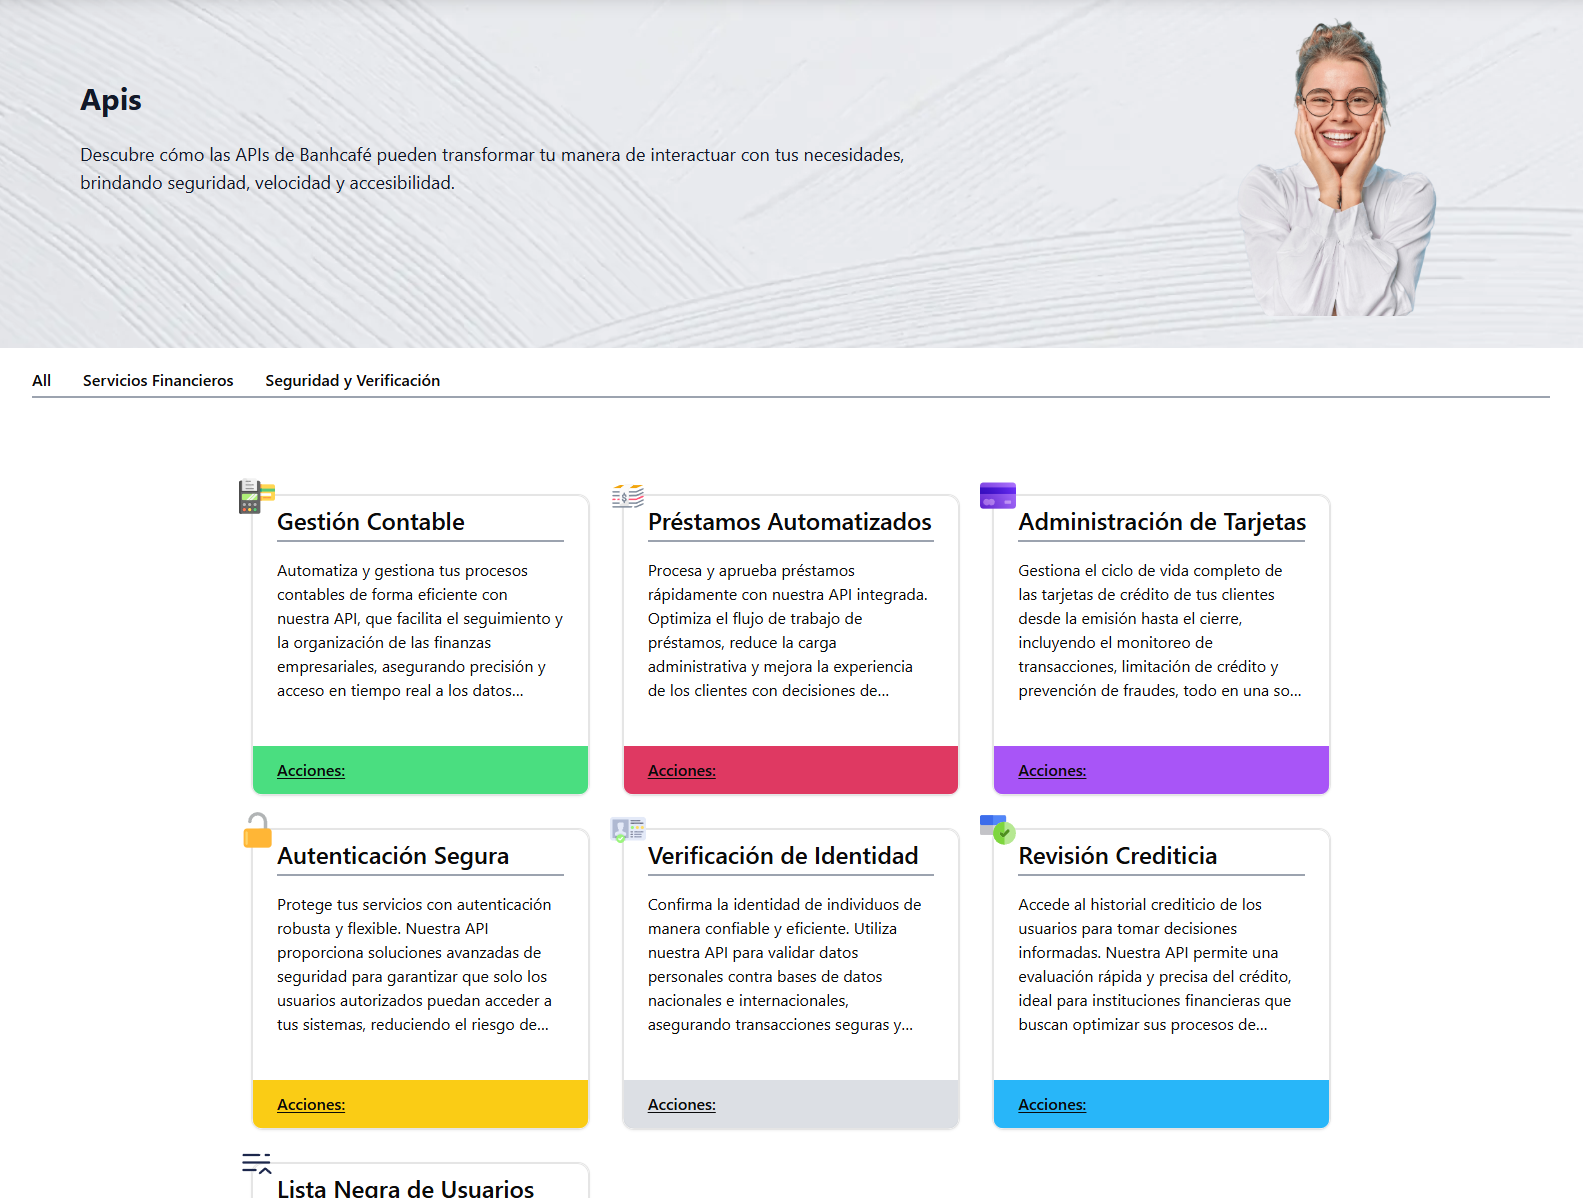 Apis
Descubre cómo las APIs de Banhcafé pueden transformar tu manera de interactuar con tus necesidades,
brindando seguridad, velocidad y accesibilidad.
All
Servicios Financieros
Seguridad y Verificación
Gestión Contable
Automatiza y gestiona tus procesos
contables de forma eficiente con
nuestra API, que facilita el seguimiento y
la organización de las finanzas
empresariales, asegurando precisión y
acceso en tiempo real a los datos...
Acciones:
Préstamos Automatizados
Procesa y aprueba préstamos
rápidamente con nuestra API integrada.
Optimiza el flujo de trabajo de
préstamos, reduce la carga
administrativa y mejora la experiencia
de los clientes con decisiones de...
Acciones:
Administración de Tarjetas
Gestiona el ciclo de vida completo de
las tarjetas de crédito de tus clientes
desde la emisión hasta el cierre,
incluyendo el monitoreo de
transacciones, limitación de crédito y
prevención de fraudes, todo en una so...
Acciones:
Autenticación Segura
Protege tus servicios con autenticación
robusta y flexible. Nuestra API
proporciona soluciones avanzadas de
seguridad para garantizar que solo los
usuarios autorizados puedan acceder a
tus sistemas, reduciendo el riesgo de...
Acciones:
Verificación de Identidad
Confirma la identidad de individuos de
manera confiable y eficiente. Utiliza
nuestra API para validar datos
personales contra bases de datos
nacionales e internacionales,
asegurando transacciones seguras y...
Acciones:
Revisión Crediticia
Accede al historial crediticio de los
usuarios para tomar decisiones
informadas. Nuestra API permite una
evaluación rápida y precisa del crédito,
ideal para instituciones financieras que
buscan optimizar sus procesos de...
Acciones:
Lista Negra de Usuarios